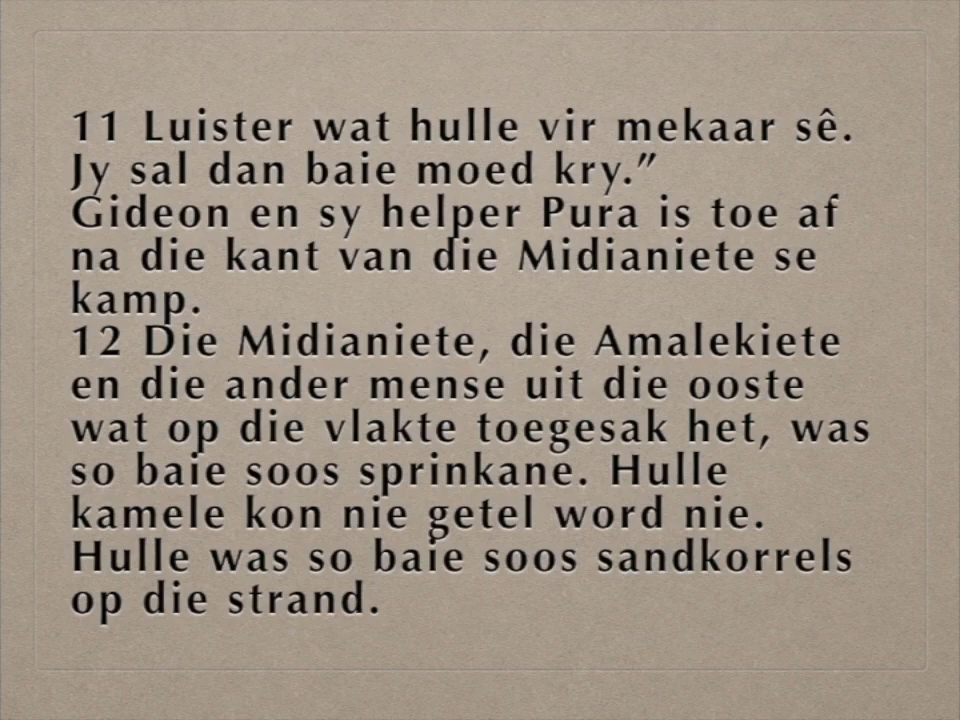 11 Luister wat hulle vir mekaar sê.
Jy sal dan baie moed kry.”
Gideon en sy helper Pura is toe af
na die kant van die Midianiete se
kamp.
12 Die Midianiete, die Amalekiete
en die ander mense uit die ooste
wat op die vlakte toegesak het, was
so baie soos sprinkane. Hulle
kamele kon nie getel word nie.
Hulle was so baie soos sandkorrels
op die strand.